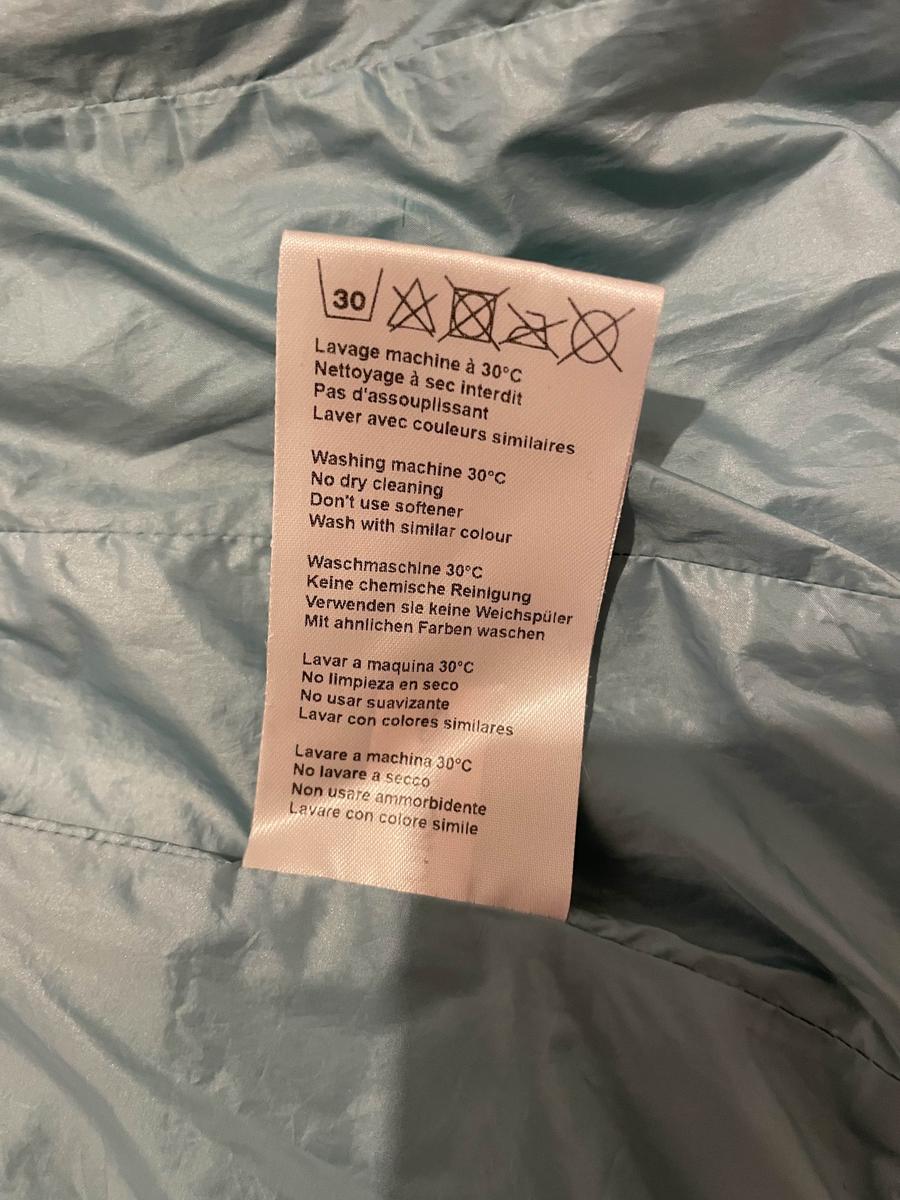 30
Lavage machine à 30°C
Nettoyage à sec interdit
Pas d'assouplissant
Laver avec couleurs similaires
Washing machine 30°C
No dry cleaning
Don't use softener
Wash with similar colour
Waschmaschine 30°C
Keine chemische Reinigung
Verwenden sie keine Weichspüler
Mit ahnlichen Farben waschen
Lavar a maquina 30°C
No limpieza en seco
No usar suavizante
Lavar con colores similares
Lavare a machina 30°C
No lavare a secco
Non usare ammorbidente
Lavare con colore simile